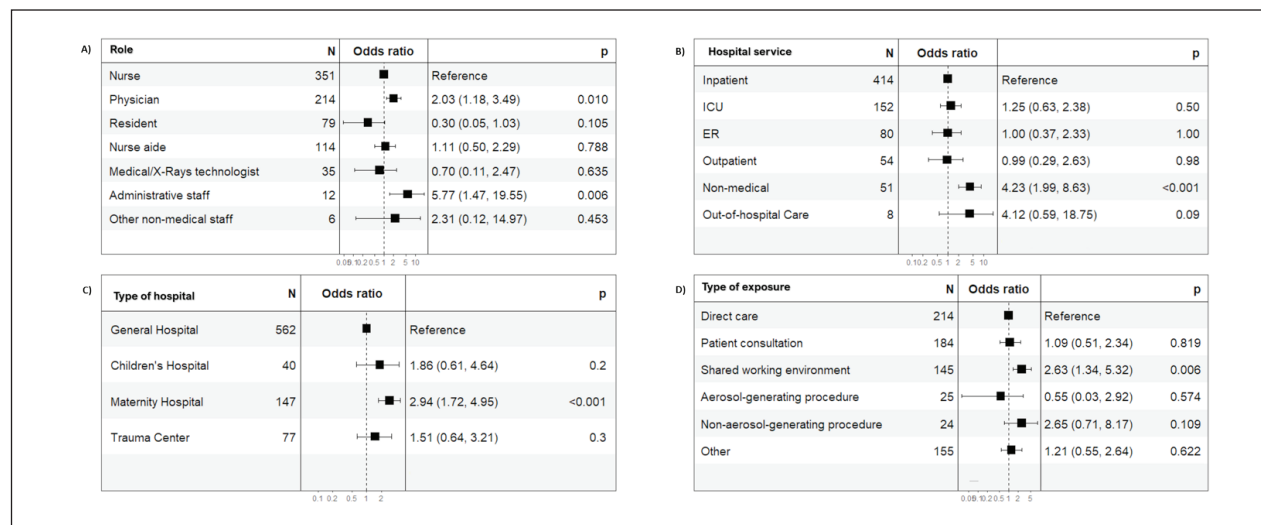 A)
Role N Odds ratio p
Nurse 351 Reference
Physician 214 2.03 (1.18, 3.49) 0.010
Resident 79 0.30 (0.05, 1.03) 0.105
Nurse aide 114 1.11 (0.50, 2.29) 0.788
Medical/X-Rays technologist 35 0.70 (0.11, 2.47) 0.635
Administrative staff 12 5.77 (1.47, 19.55) 0.006
Other non-medical staff 6 2.31 (0.12, 14.97) 0.453
0.2 0.5 1 2 5 10
B)
Hospital service N Odds ratio p
Inpatient 414 Reference
ICU 152 1.25 (0.63, 2.38) 0.50
ER 80 1.00 (0.37, 2.33) 1.00
Outpatient 54 0.99 (0.29, 2.63) 0.98
Non-medical 51 4.23 (1.99, 8.63) <0.001
Out-of-hospital Care 8 4.12 (0.59, 18.75) 0.09
0.1 0.2 0.5 1 2 5 10
C)
Type of hospital N Odds ratio p
General Hospital 562 Reference
Children's Hospital 40 1.86 (0.61, 4.64) 0.2
Maternity Hospital 147 2.94 (1.72, 4.95) <0.001
Trauma Center 77 1.51 (0.64, 3.21) 0.3
0.1 0.2 0.5 1 2
D)
Type of exposure N Odds ratio p
Direct care 214 Reference
Patient consultation 184 1.09 (0.51, 2.34) 0.819
Shared working environment 145 2.63 (1.34, 5.32) 0.006
Aerosol-generating procedure 25 0.55 (0.03, 2.92) 0.574
Non-aerosol-generating procedure 24 2.65 (0.71, 8.17) 0.109
Other 155 1.21 (0.55, 2.64) 0.622
0.2 0.5 1 2 5